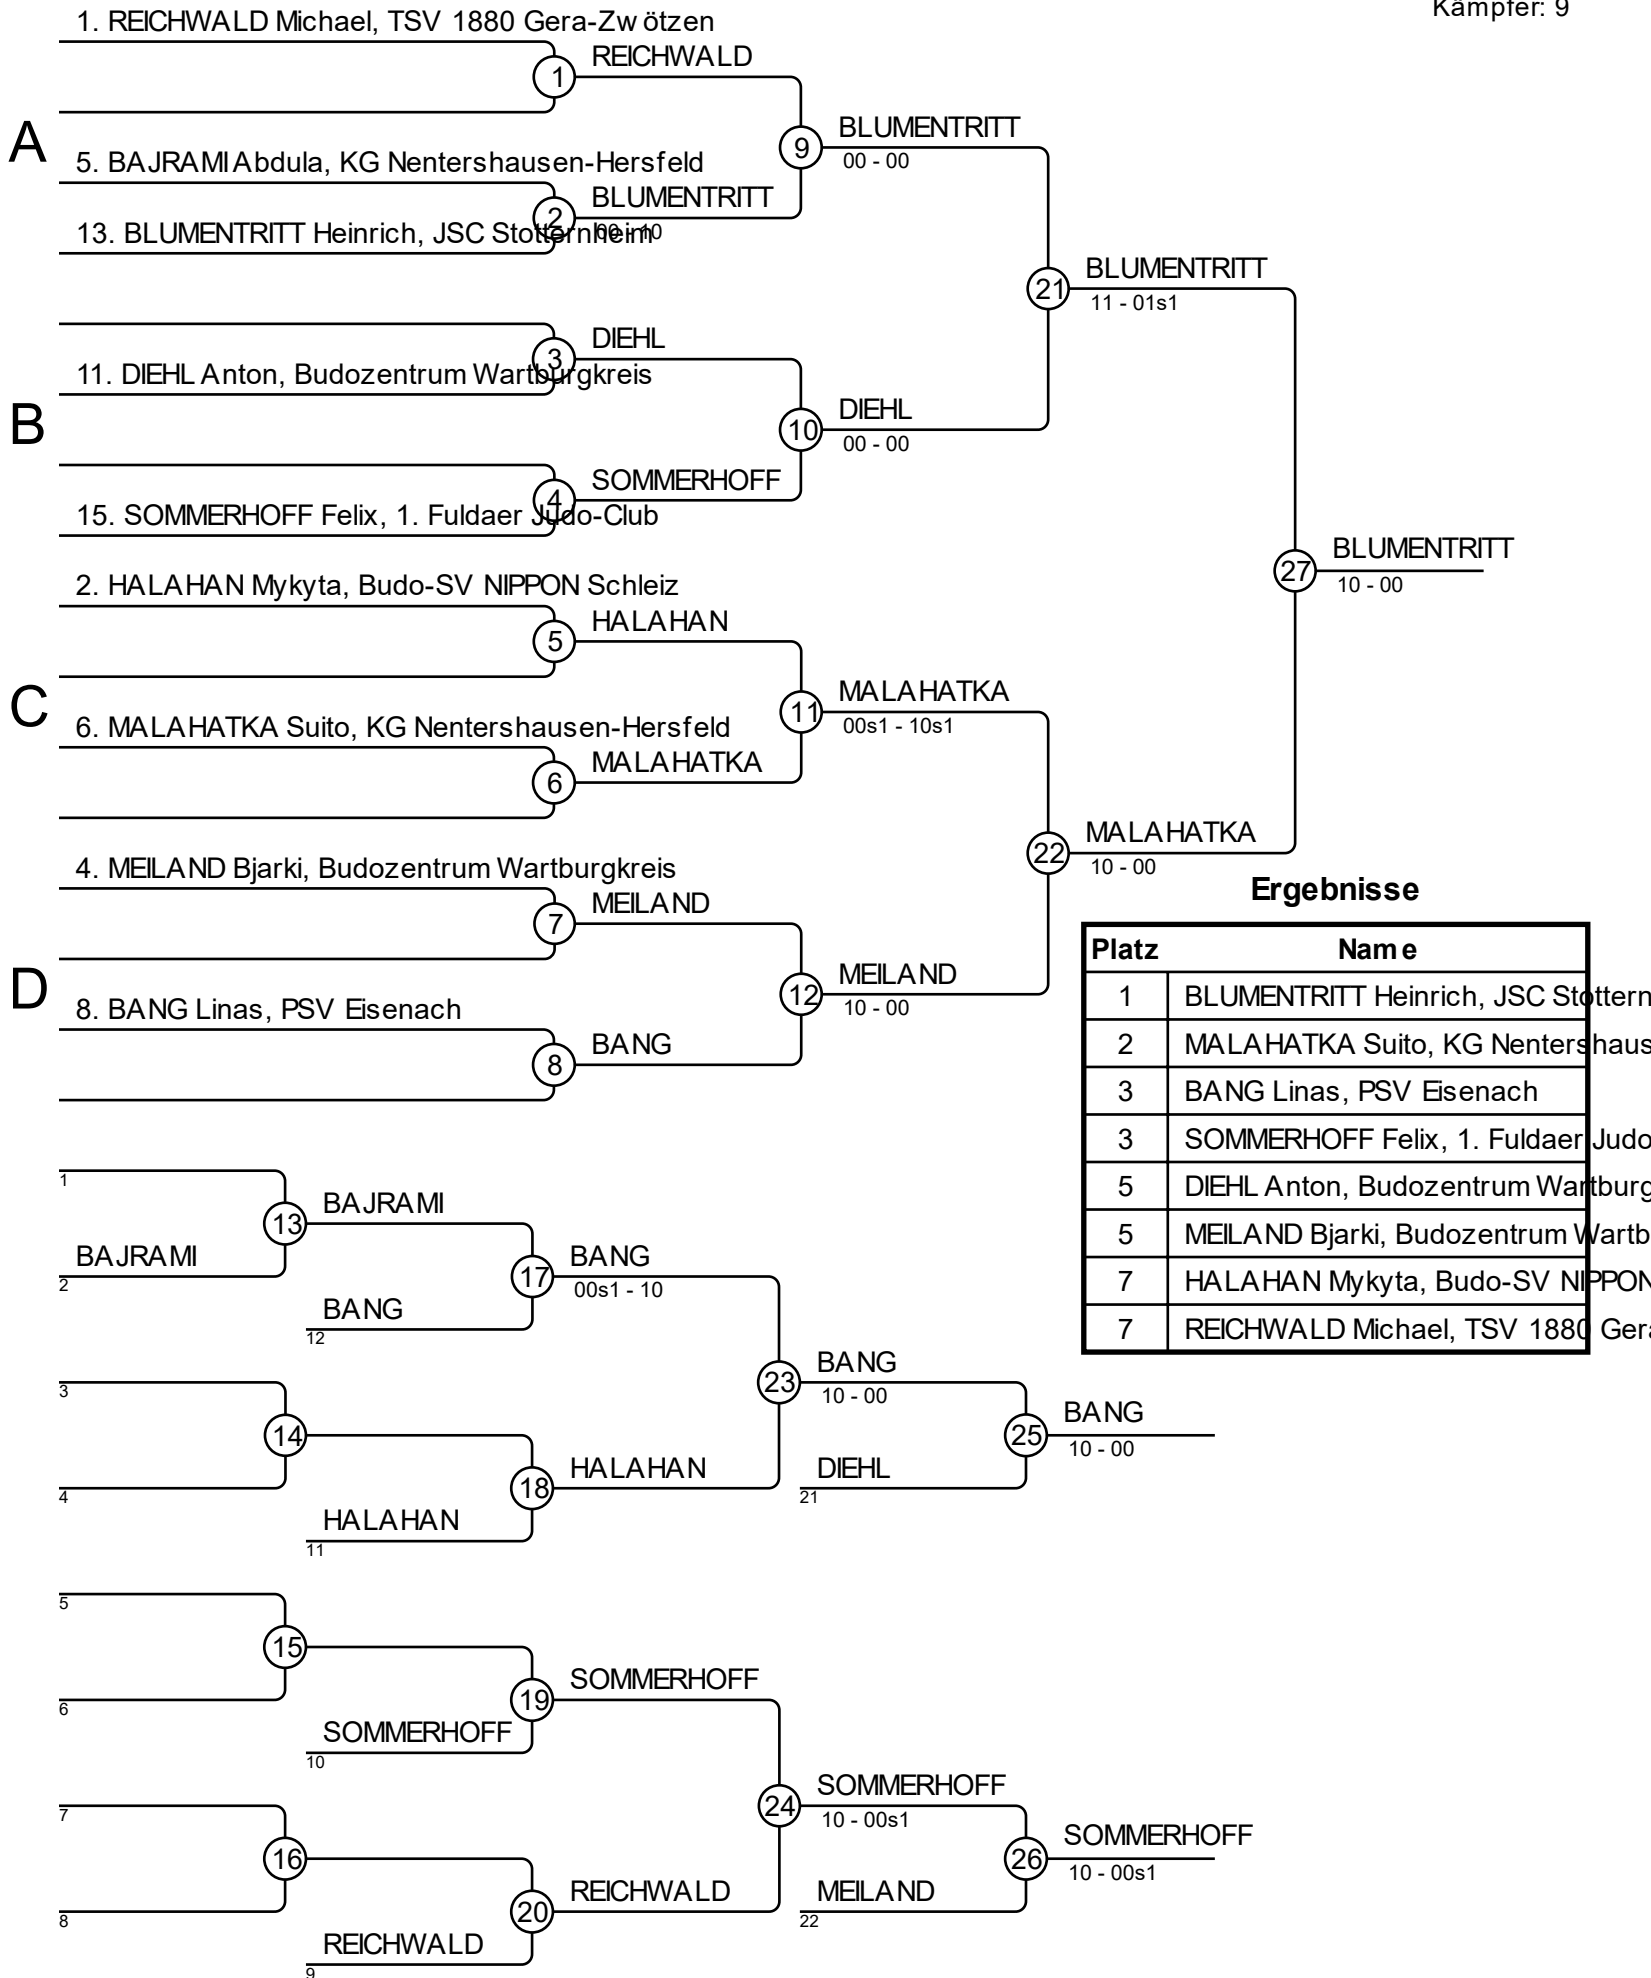 Kämpfer: 9
1. REICHWALD Michael, TSV 1880 Gera-Zwötzen
1
REICHWALD
A
9
BLUMENTRITT
00 - 00
5. BAJRAMI Abdula, KG Nentershausen-Hersfeld
2
BLUMENTRITT
00 - 10
13. BLUMENTRITT Heinrich, JSC Stotternheim
21
BLUMENTRITT
11 - 01s1
3
DIEHL
11. DIEHL Anton, Budozentrum Wartburgkreis
B
10
DIEHL
00 - 00
4
SOMMERHOFF
15. SOMMERHOFF Felix, 1. Fuldaer Judo-Club
27
BLUMENTRITT
10 - 00
2. HALAHAN Mykyta, Budo-SV NIPPON Schleiz
5
HALAHAN
C
11
MALAHATKA
00s1 - 10s1
6. MALAHATKA Suito, KG Nentershausen-Hersfeld
6
MALAHATKA
22
MALAHATKA
10 - 00
4. MEILAND Bjarki, Budozentrum Wartburgkreis
7
MEILAND
D
12
MEILAND
10 - 00
8. BANG Linas, PSV Eisenach
8
BANG
Ergebnisse
Platz Name
1 BLUMENTRITT Heinrich, JSC Stottern
2 MALAHATKA Suito, KG Nentershaus
3 BANG Linas, PSV Eisenach
3 SOMMERHOFF Felix, 1. Fuldaer Judo
5 DIEHL Anton, Budozentrum Wartburg
5 MEILAND Bjarki, Budozentrum Wartb
7 HALAHAN Mykyta, Budo-SV NIPPON
7 REICHWALD Michael, TSV 1880 Gera
1
13
BAJRAMI
BAJRAMI
2
17
BANG
00s1 - 10
BANG
12
3
14
4
18
HALAHAN
HALAHAN
11
23
BANG
10 - 00
DIEHL
21
25
BANG
10 - 00
5
15
6
19
SOMMERHOFF
SOMMERHOFF
10
7
16
8
20
REICHWALD
REICHWALD
9
24
SOMMERHOFF
10 - 00s1
MEILAND
22
26
SOMMERHOFF
10 - 00s1